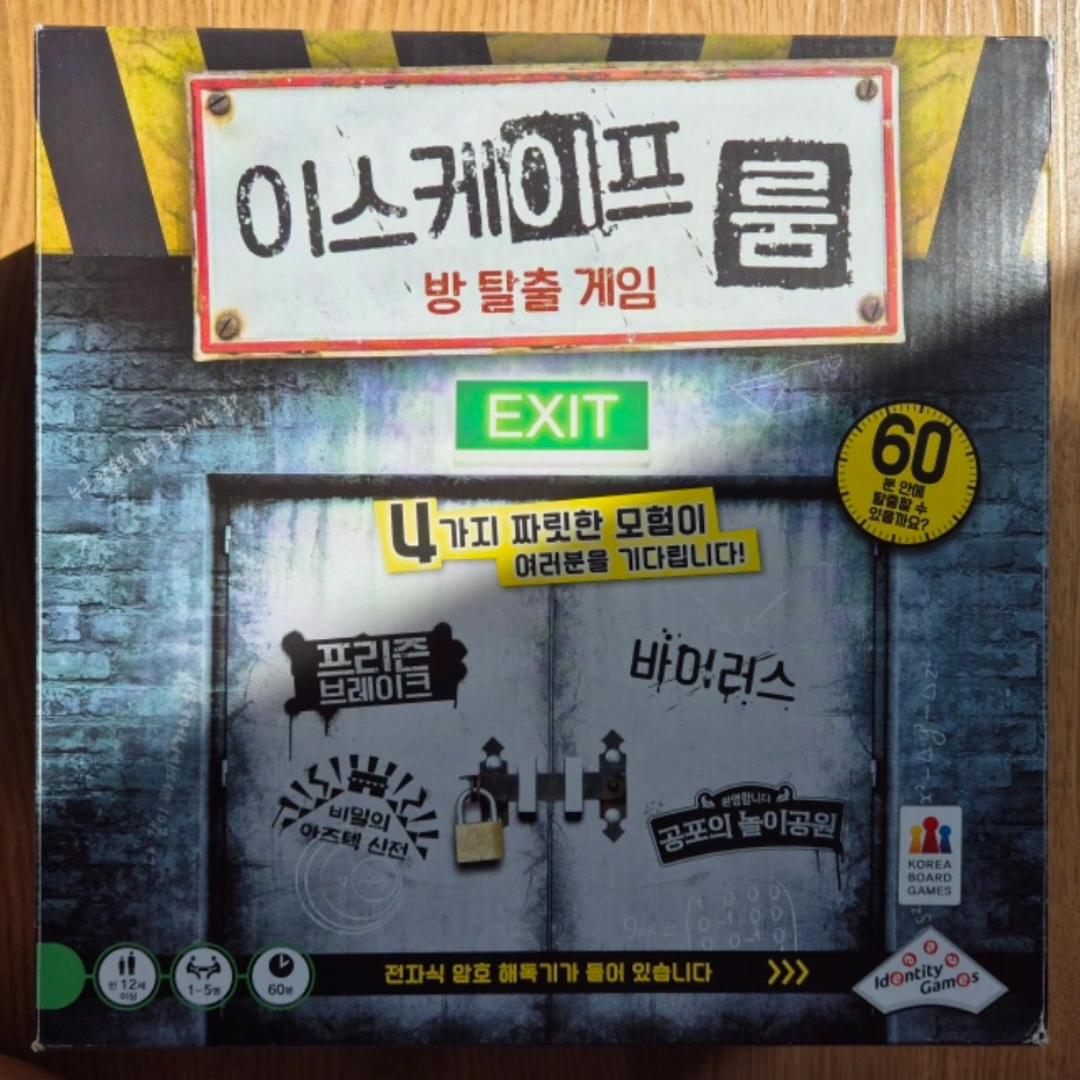 이스케이프 룸
방 탈출 게임
EXIT
60
분 안에
탈출할 수
있을까요?
4가지 짜릿한 모험이
여러분을 기다립니다!
프리즌
브레이크
바이러스
비밀의
아즈텍 신전
환영합니다
공포의 놀이공원
KOREA
BOARD
GAMES
만 12세
이상
1-5명
60분
전자식 암호 해독기가 들어 있습니다
Identity
Games